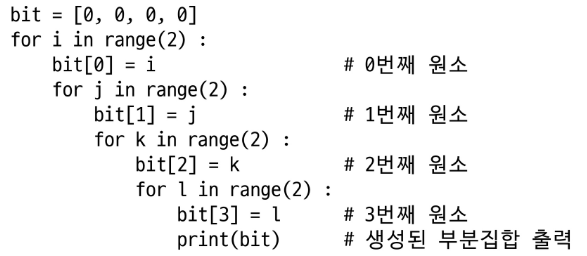 bit = [0, 0, 0, 0]
for i in range(2) :
    bit[0] = i                # 0번째 원소
    for j in range(2) :
        bit[1] = j            # 1번째 원소
        for k in range(2) :
            bit[2] = k        # 2번째 원소
            for l in range(2) :
                bit[3] = l    # 3번째 원소
                print(bit)    # 생성된 부분집합 출력